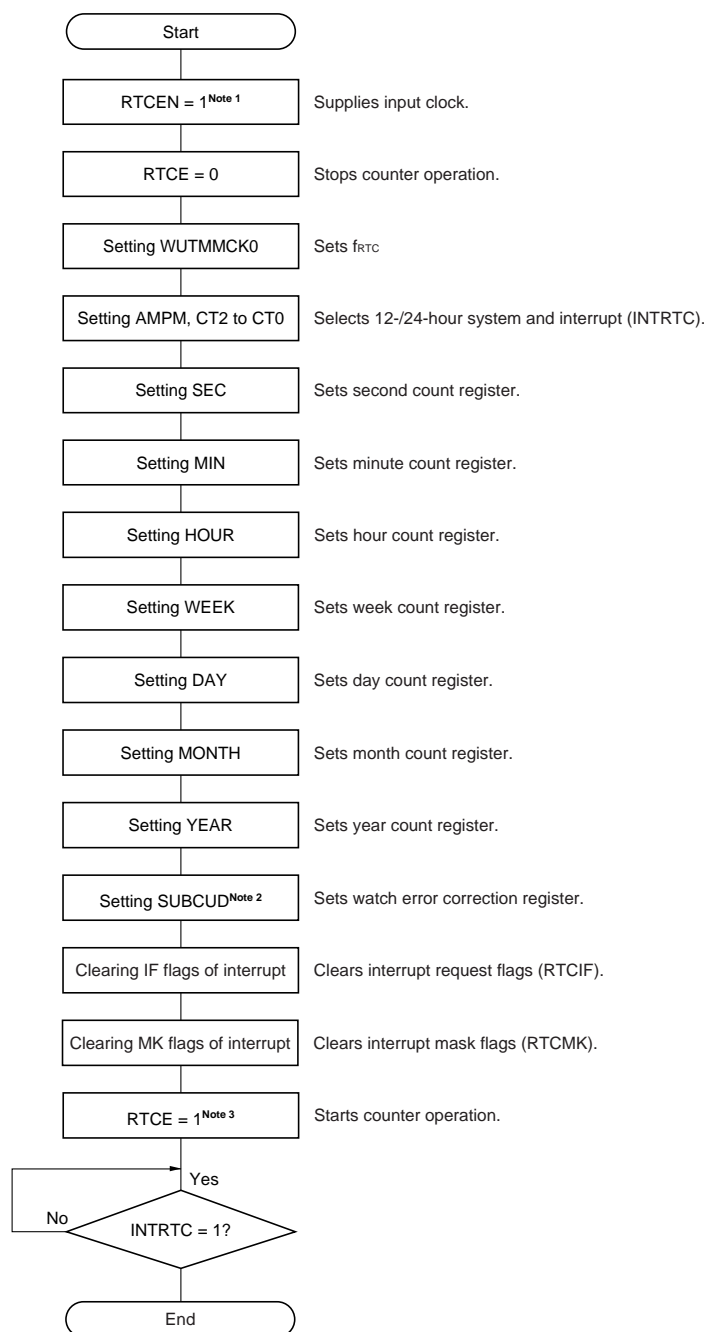 Start
RTCEN = 1Note 1 Supplies input clock.
RTCE = 0 Stops counter operation.
Setting WUTMMCK0 Sets fRTC
Setting AMPM, CT2 to CT0 Selects 12-/24-hour system and interrupt (INTRTC).
Setting SEC Sets second count register.
Setting MIN Sets minute count register.
Setting HOUR Sets hour count register.
Setting WEEK Sets week count register.
Setting DAY Sets day count register.
Setting MONTH Sets month count register.
Setting YEAR Sets year count register.
Setting SUBCUDNote 2 Sets watch error correction register.
Clearing IF flags of interrupt Clears interrupt request flags (RTCIF).
Clearing MK flags of interrupt Clears interrupt mask flags (RTCMK).
RTCE = 1Note 3 Starts counter operation.
Yes
No
INTRTC = 1?
End